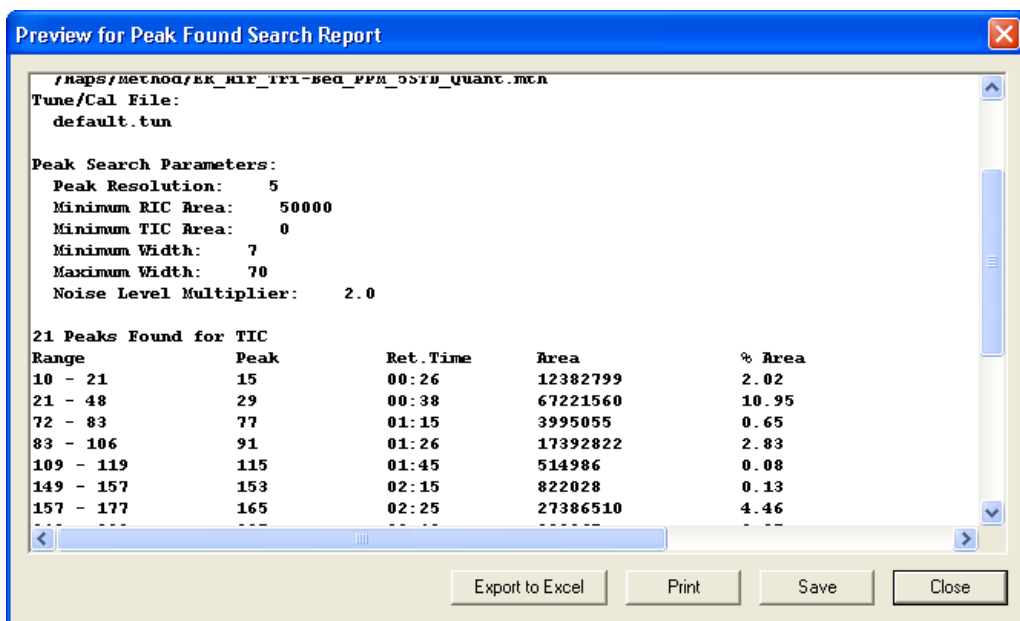 Preview for Peak Found Search Report
/Haps/Method/EK_Air_Tri-Bed_PPM_5STD_Quant.mth
Tune/Cal File:
default.tun
Peak Search Parameters:
Peak Resolution: 5
Minimum RIC Area: 50000
Minimum TIC Area: 0
Minimum Width: 7
Maximum Width: 70
Noise Level Multiplier: 2.0
21 Peaks Found for TIC
Range Peak Ret.Time Area % Area
10 - 21 15 00:26 12382799 2.02
21 - 48 29 00:38 67221560 10.95
72 - 83 77 01:15 3995055 0.65
83 - 106 91 01:26 17392822 2.83
109 - 119 115 01:45 514986 0.08
149 - 157 153 02:15 822028 0.13
157 - 177 165 02:25 27386510 4.46
Export to Excel Print Save Close